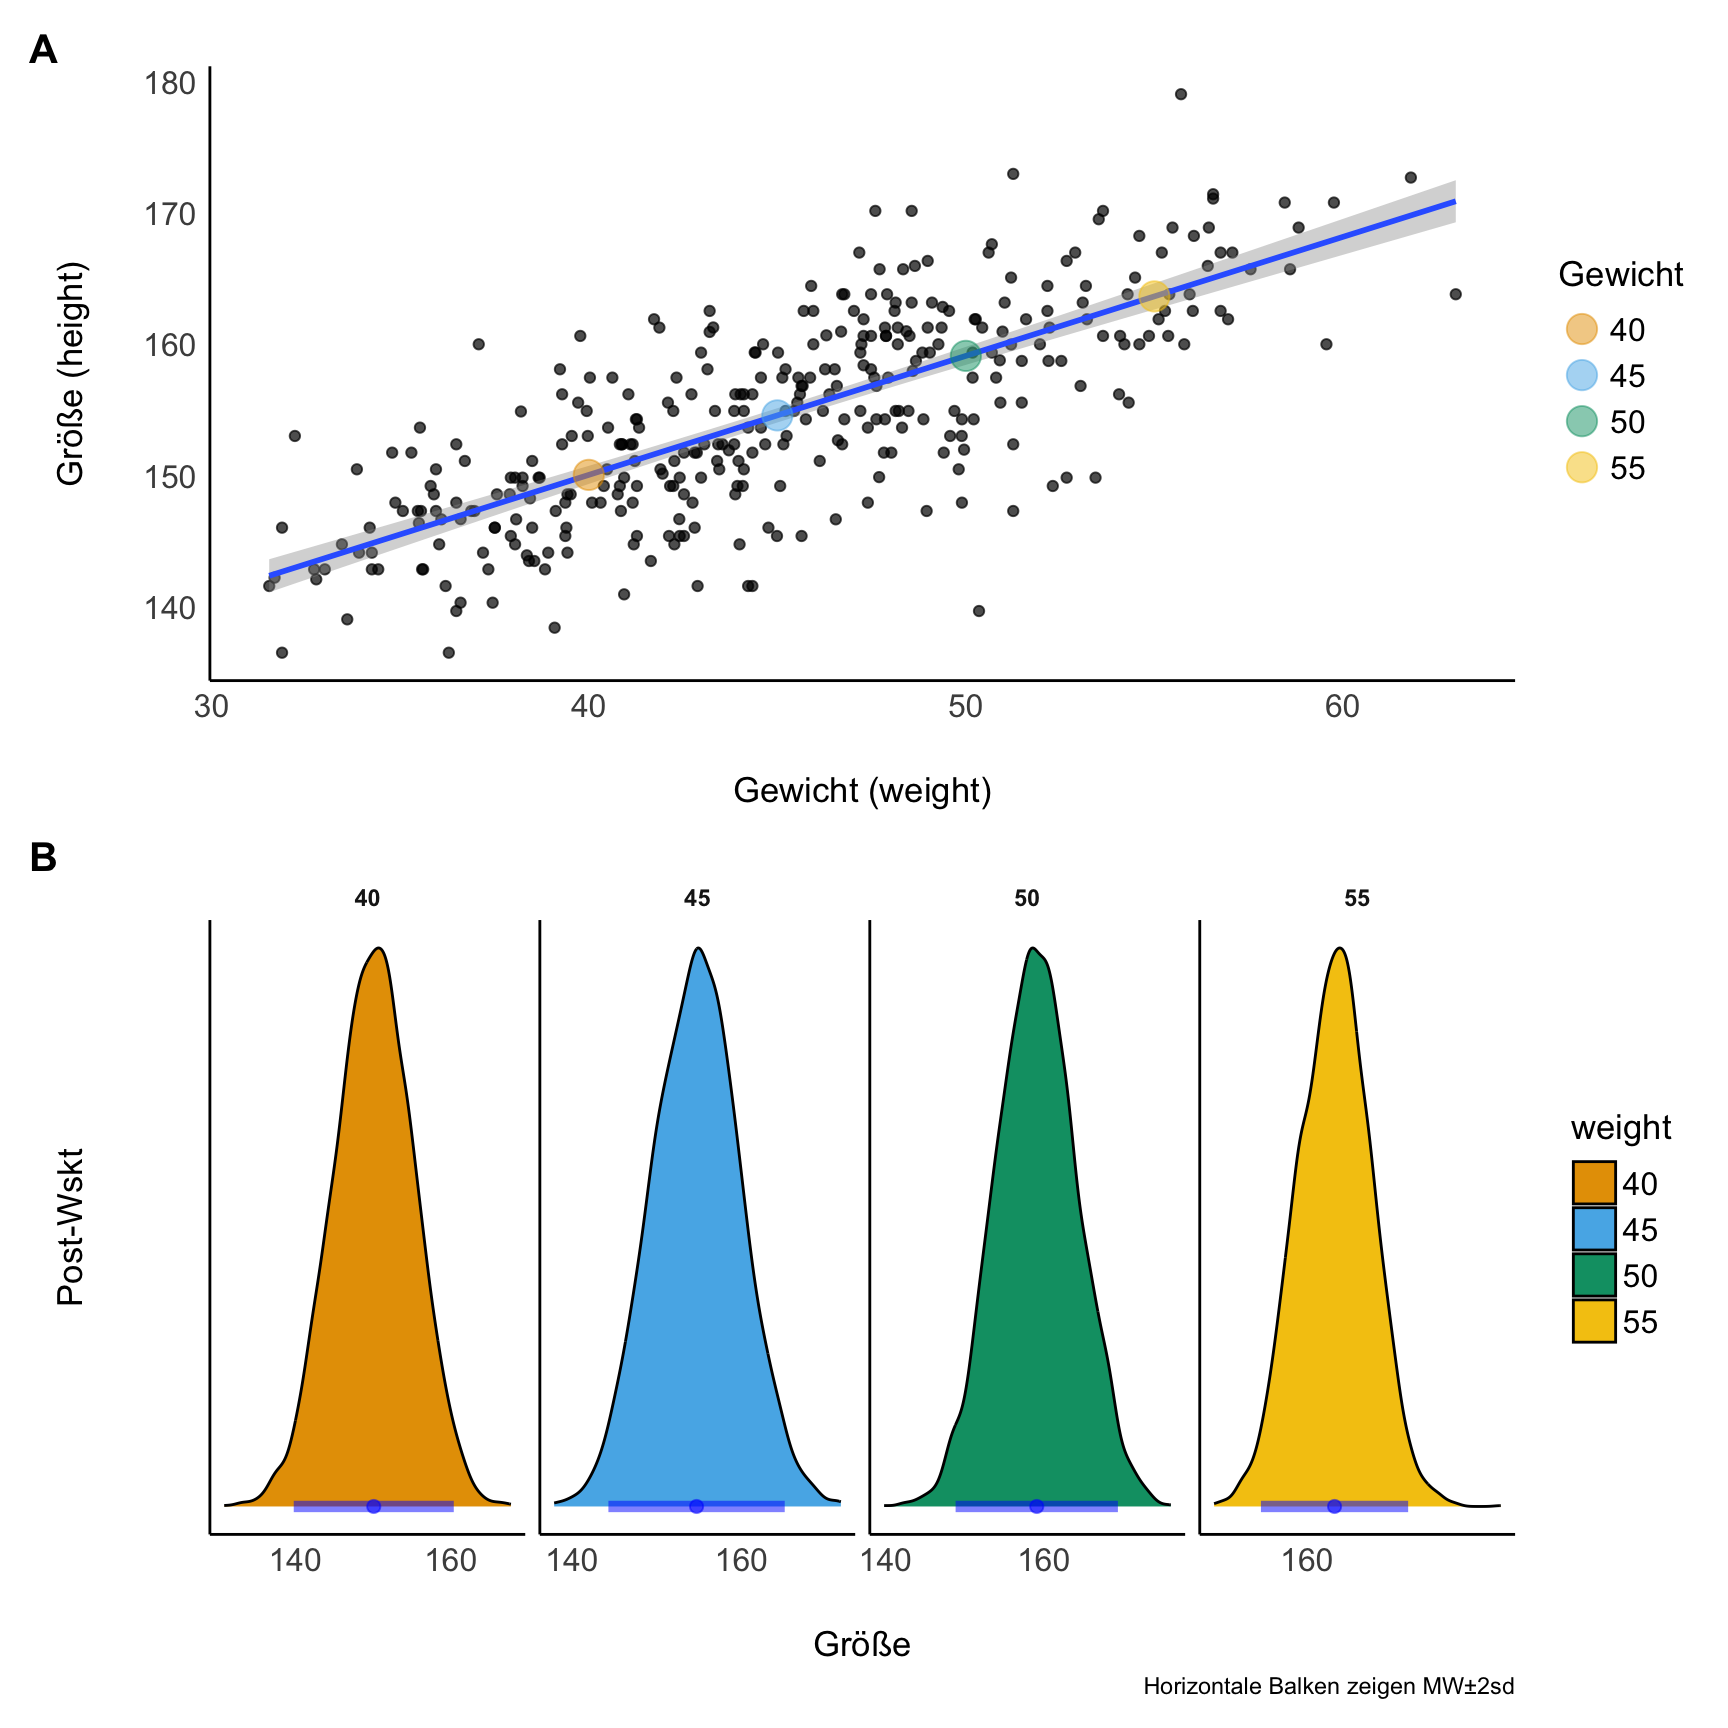 A
180
170
160
150
140
Größe (height)
30 40 50 60
Gewicht (weight)
Gewicht
40
45
50
55
B
40 45 50 55
Post-Wskt
140 160 140 160 140 160 160
Größe
weight
40
45
50
55
Horizontale Balken zeigen MW±2sd